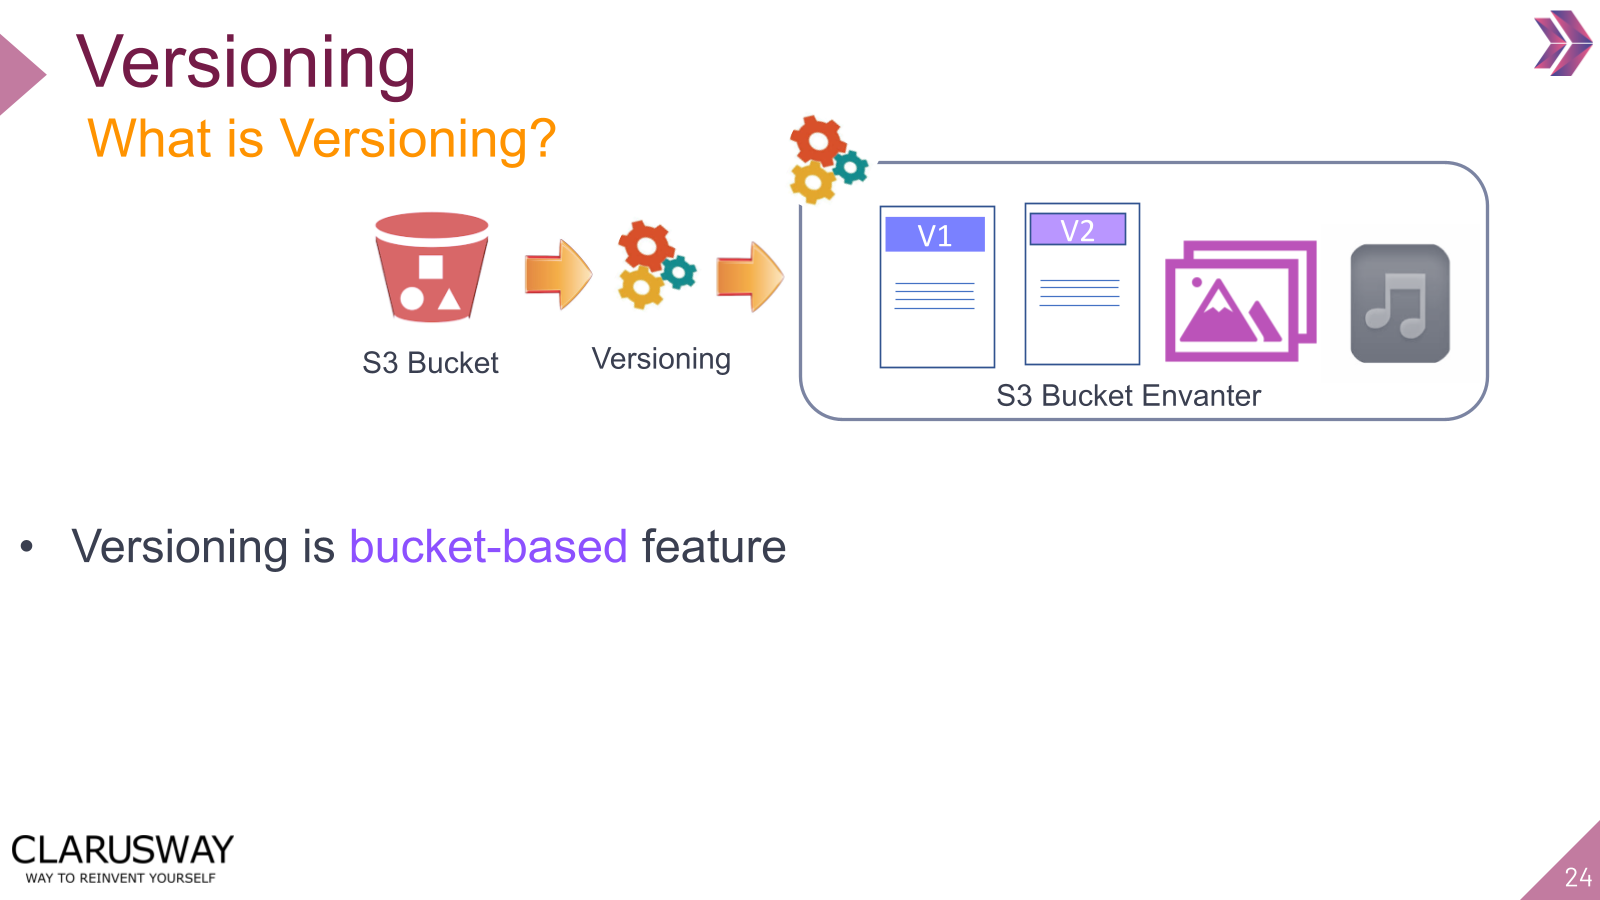 Versioning
What is Versioning?
V1
V2
S3 Bucket
Versioning
S3 Bucket Envanter
• Versioning is bucket-based feature
CLARUSWAY
WAY TO REINVENT YOURSELF
24